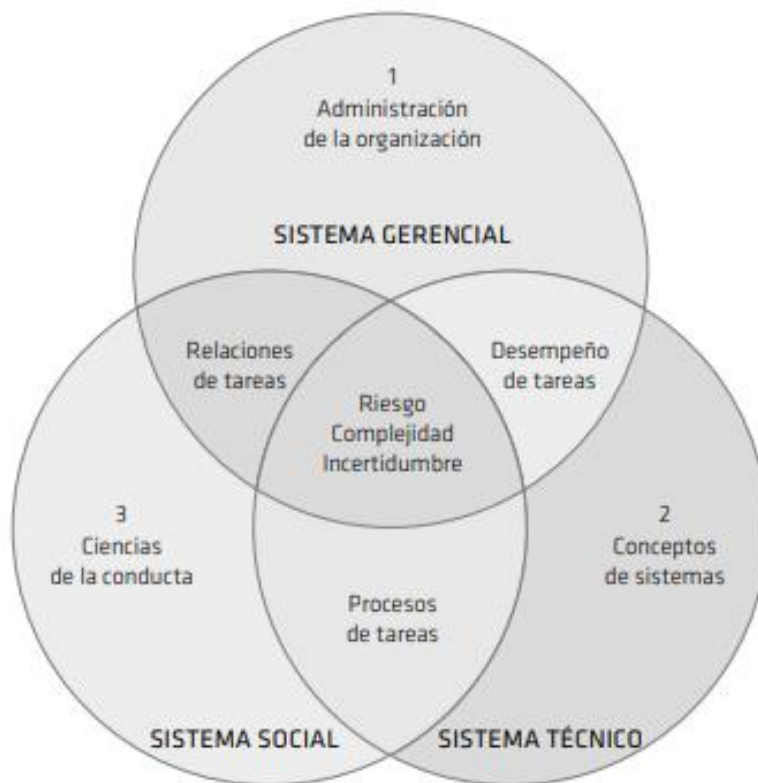 1
Administración
de la organización
SISTEMA GERENCIAL
Relaciones
de tareas
Desempeño
de tareas
Riesgo
Complejidad
Incertidumbre
3
Ciencias
de la conducta
2
Conceptos
de sistemas
Procesos
de tareas
SISTEMA SOCIAL
SISTEMA TÉCNICO